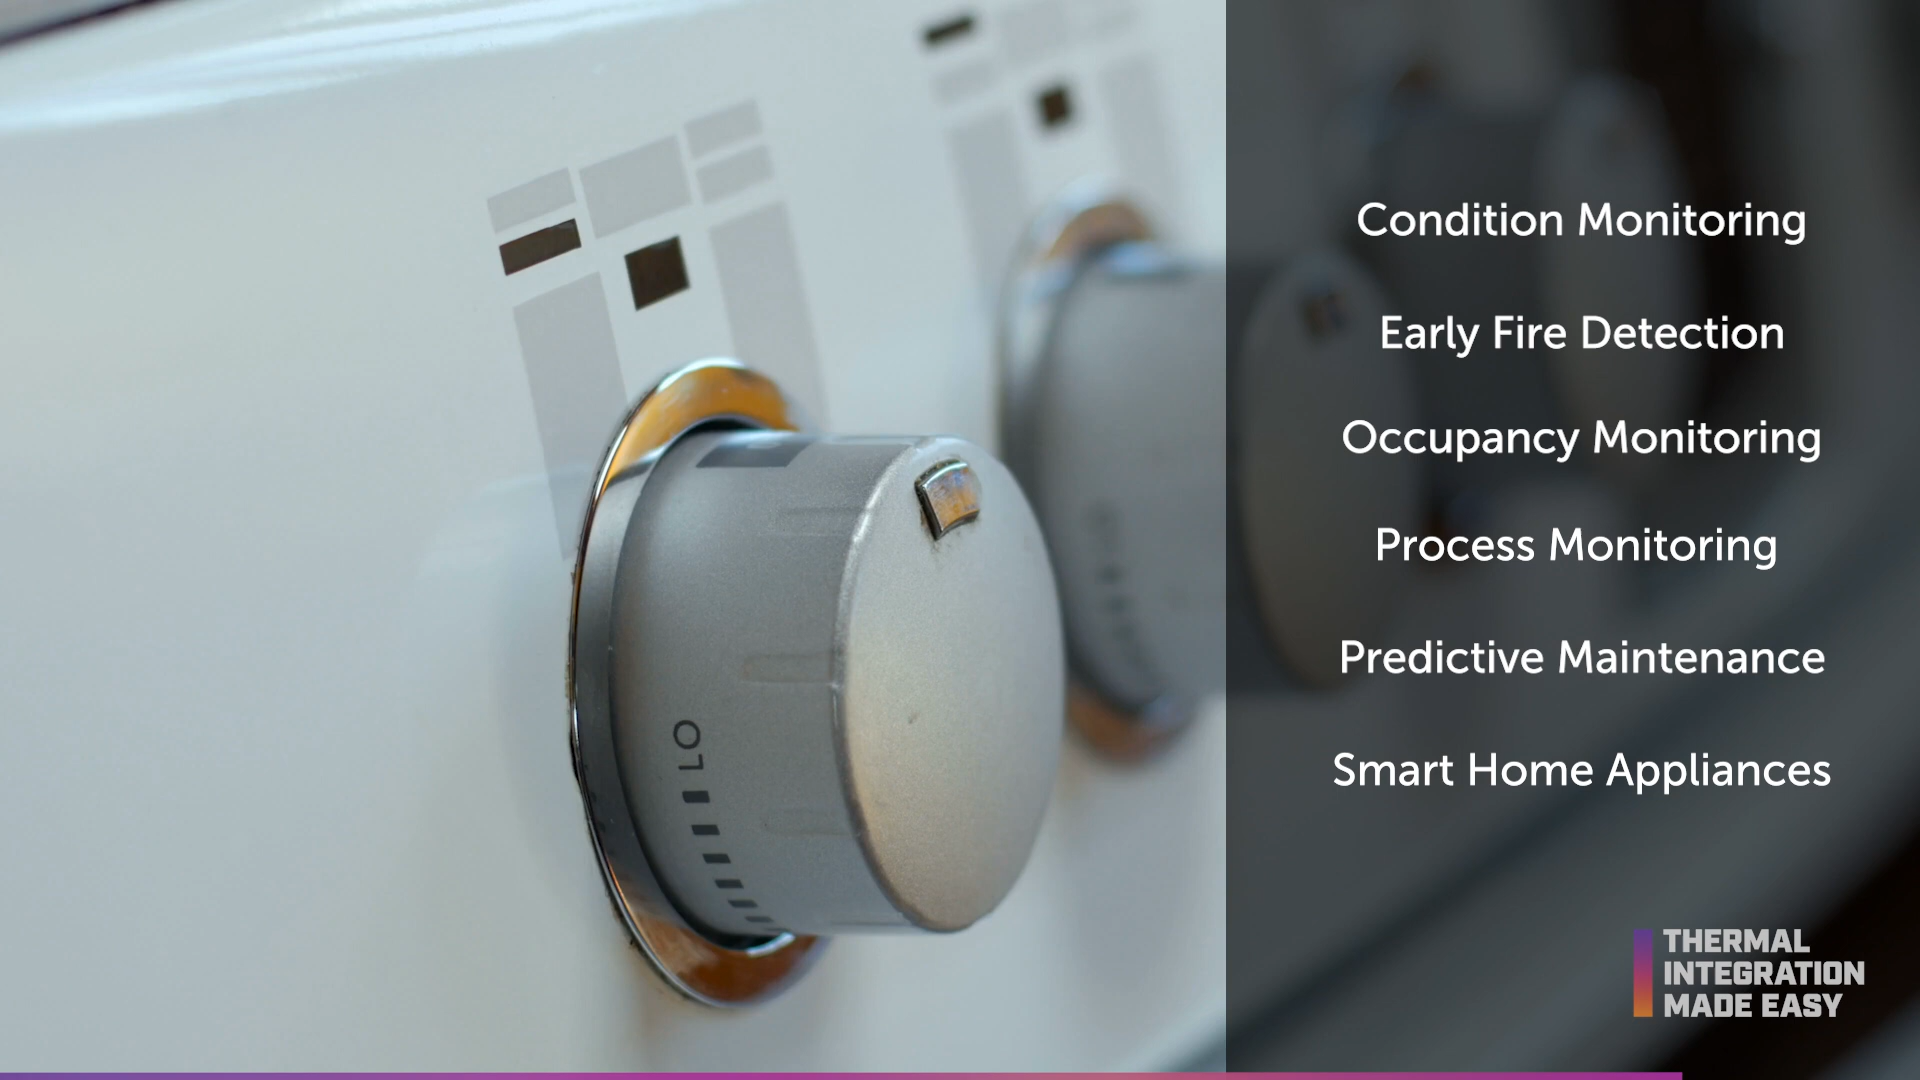 LO
Condition Monitoring
Early Fire Detection
Occupancy Monitoring
Process Monitoring
Predictive Maintenance
Smart Home Appliances
THERMAL
INTEGRATION
MADE EASY